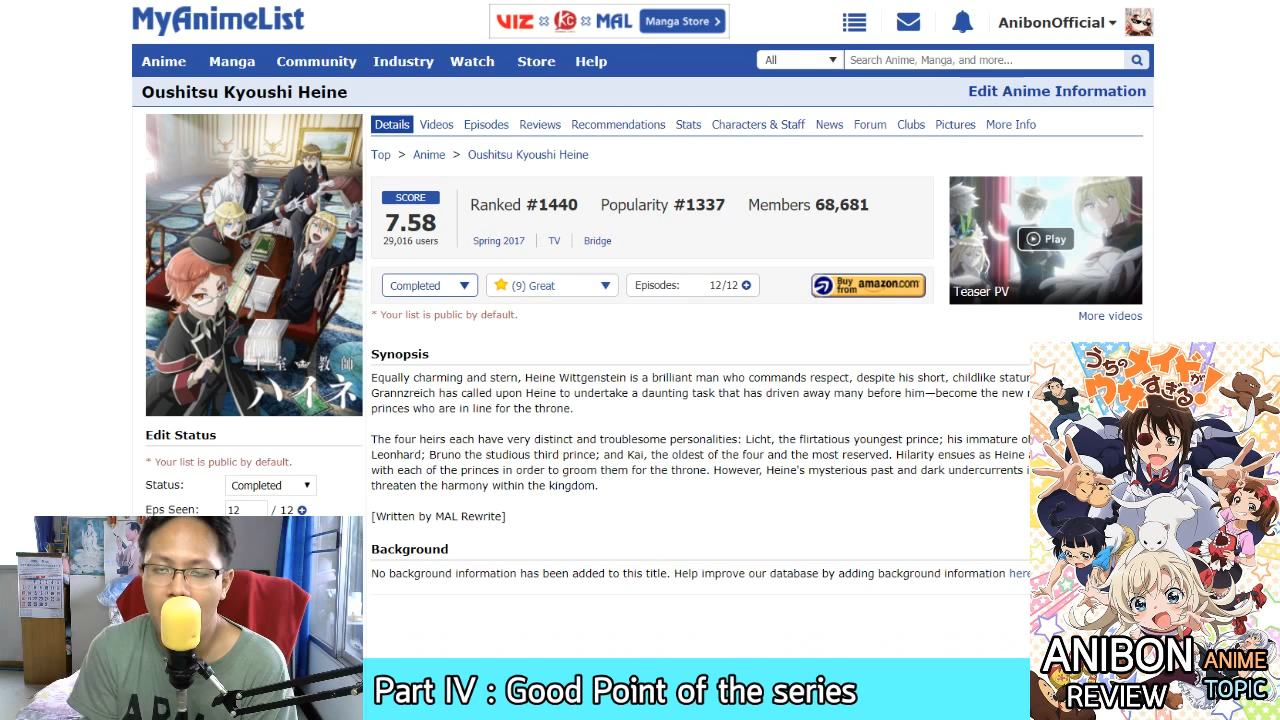 MyAnimeList
VIZ × KC × MAL Manga Store >
AnibonOfficial
Anime Manga Community Industry Watch Store Help
All Search Anime, Manga, and more...
Oushitsu Kyoushi Heine Edit Anime Information
Details Videos Episodes Reviews Recommendations Stats Characters & Staff News Forum Clubs Pictures More Info
Top > Anime > Oushitsu Kyoushi Heine
SCORE
7.58
29,016 users
Ranked #1440 Popularity #1337 Members 68,681
Spring 2017 TV Bridge
Completed (9) Great Episodes: 12/12
Buy from amazon.com
* Your list is public by default.
Play
Teaser PV
More videos
王室教師
ハイネ
Synopsis
Equally charming and stern, Heine Wittgenstein is a brilliant man who commands respect, despite his short, childlike statur
Grannzreich has called upon Heine to undertake a daunting task that has driven away many before him—become the new
princes who are in line for the throne.
The four heirs each have very distinct and troublesome personalities: Licht, the flirtatious youngest prince; his immature ol
Leonhard; Bruno the studious third prince; and Kai, the oldest of the four and the most reserved. Hilarity ensues as Heine
with each of the princes in order to groom them for the throne. However, Heine's mysterious past and dark undercurrents
threaten the harmony within the kingdom.
[Written by MAL Rewrite]
Background
No background information has been added to this title. Help improve our database by adding background information here
Edit Status
* Your list is public by default.
Status: Completed
Eps Seen: 12 / 12
うちのメイドが
ウザすぎる!
ANIBON
REVIEW
ANIME
TOPIC
Part IV : Good Point of the series